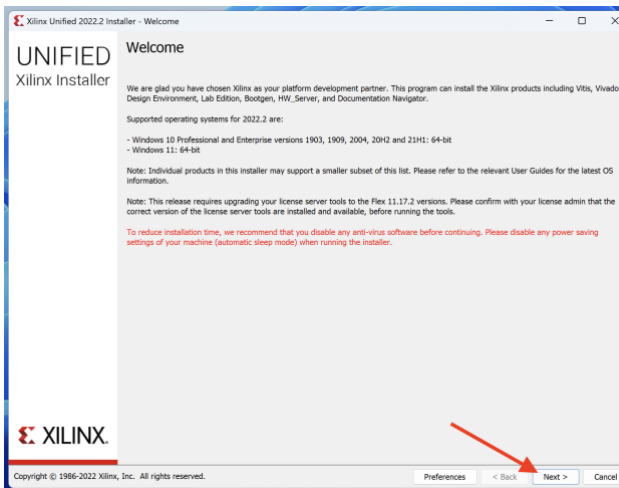 Xilinx Unified 2022.2 Installer - Welcome
UNIFIED
Xilinx Installer
Welcome
We are glad you have chosen Xilinx as your platform development partner. This program can install the Xilinx products including Vitis, Vivado
Design Environment, Lab Edition, Bootgen, HW_Server, and Documentation Navigator.
Supported operating systems for 2022.2 are:
- Windows 10 Professional and Enterprise versions 1903, 1909, 2004, 20H2 and 21H1: 64-bit
- Windows 11: 64-bit
Note: Individual products in this installer may support a smaller subset of this list. Please refer to the relevant User Guides for the latest OS
information.
Note: This release requires upgrading your license server tools to the Flex 11.17.2 versions. Please confirm with your license admin that the
correct version of the license server tools are installed and available, before running the tools.
To reduce installation time, we recommend that you disable any anti-virus software before continuing. Please disable any power saving
settings of your machine (automatic sleep mode) when running the installer.
XILINX.
Copyright © 1986-2022 Xilinx, Inc. All rights reserved.
Preferences
< Back
Next >
Cancel